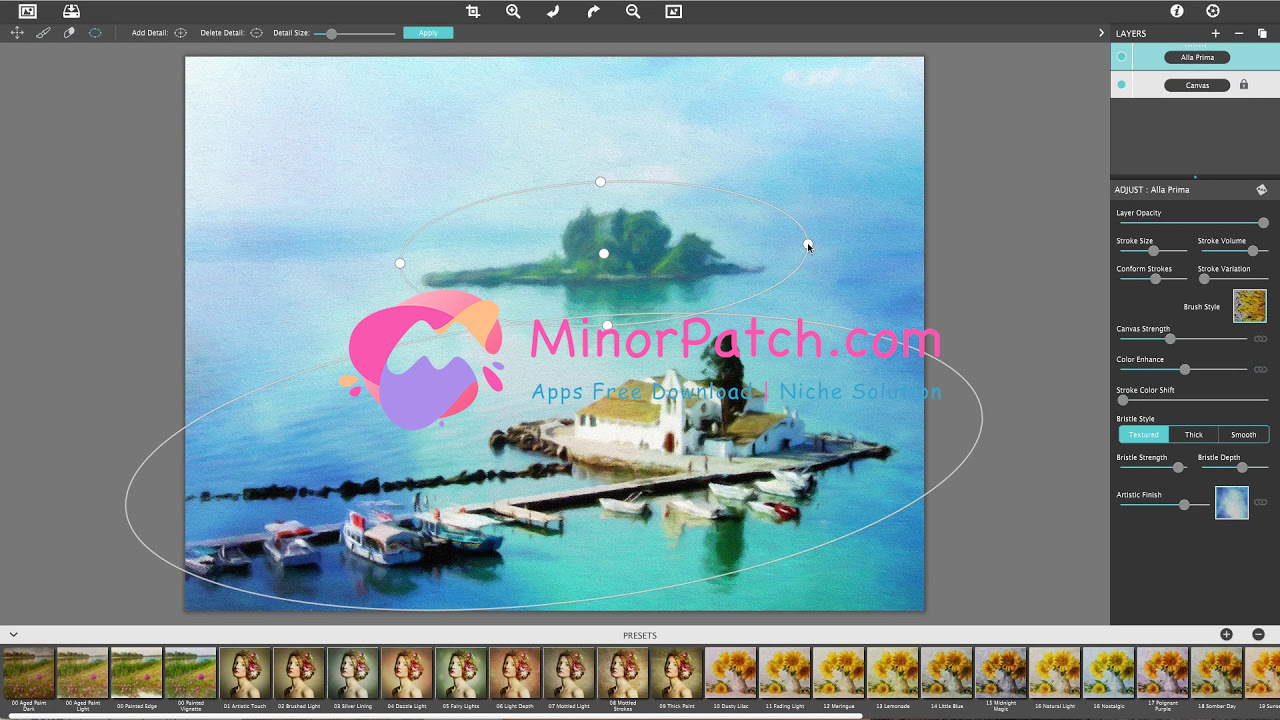 Add Detail:
Delete Detail:
Detail Size:
Apply
LAYERS
Alla Prima
Canvas
ADJUST : Alla Prima
Layer Opacity
Stroke Size
Stroke Volume
Conform Strokes
Stroke Variation
Brush Style
Canvas Strength
Color Enhance
Stroke Color Shift
Bristle Style
Textured
Thick
Smooth
Bristle Strength
Bristle Depth
Artistic Finish
MinorPatch.com
Apps Free Download | Niche Solution
PRESETS
00 Aged Paint Dark
00 Aged Paint Light
00 Painted Edge
00 Painted Vignette
01 Artistic Touch
02 Brushed Light
03 Silver Lining
04 Dazzle Light
05 Fairy Lights
06 Light Depth
07 Mottled Light
08 Mottled Strokes
09 Thick Paint
10 Dusty Lilac
11 Fading Light
12 Meringue
13 Lemonade
14 Little Blue
15 Midnight Magic
16 Natural Light
16 Nostalgic
17 Poignant Purple
18 Somber Day